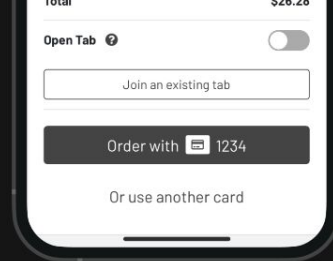 Total $26.28
Open Tab ?
Join an existing tab
Order with 1234
Or use another card